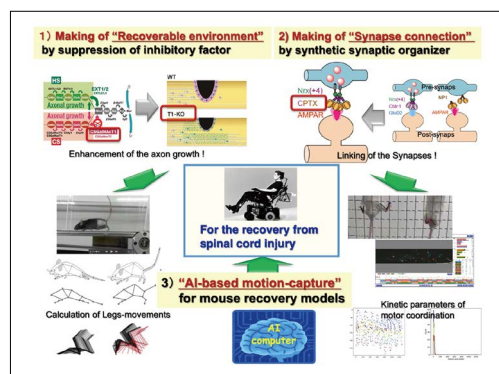 1) Making of "Recoverable environment"
by suppression of inhibitory factor
2) Making of "Synapse connection"
by synthetic synaptic organizer
HS
EXT1/2
Axonal growth
Axonal growth
CS
WT
T1-KO
Enhancement of the axon growth !
Nrx(+4)
CPTX
AMPAR
Pre-synaps
Nrx(+4)
Cbln1
GluD2
NP1
AMPAR
Post-synaps
Linking of the Synapses !
For the recovery from
spinal cord injury
3) "AI-based motion-capture"
for mouse recovery models
Calculation of Legs-movements
AI
computer
Kinetic parameters of
motor coordination